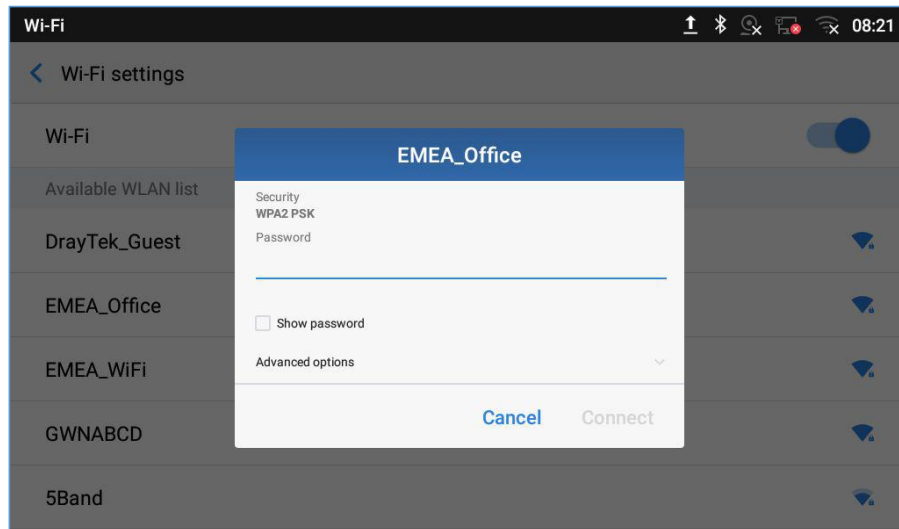 Wi-Fi 08:21
Wi-Fi settings
Wi-Fi
Available WLAN list
DrayTek_Guest
EMEA_Office
EMEA_WiFi
GWNABCD
5Band
EMEA_Office
Security
WPA2 PSK
Password
Show password
Advanced options
Cancel Connect